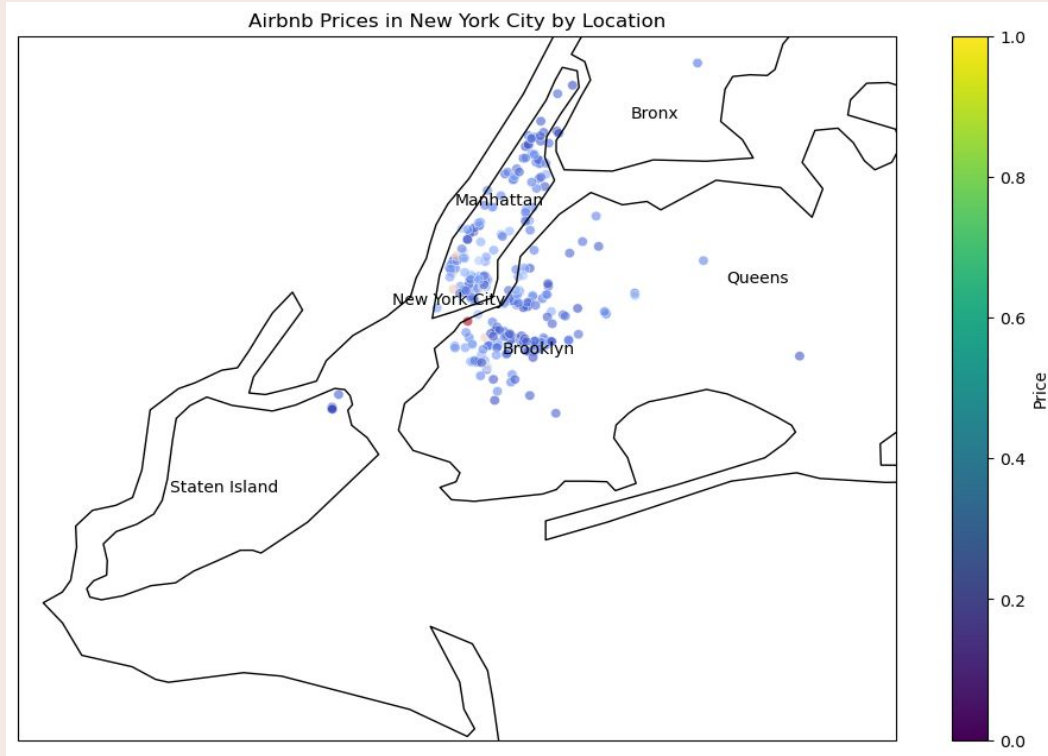 Airbnb Prices in New York City by Location
Bronx
Manhattan
Queens
New York City
Brooklyn
Staten Island
1.0
0.8
0.6
0.4
0.2
0.0
Price